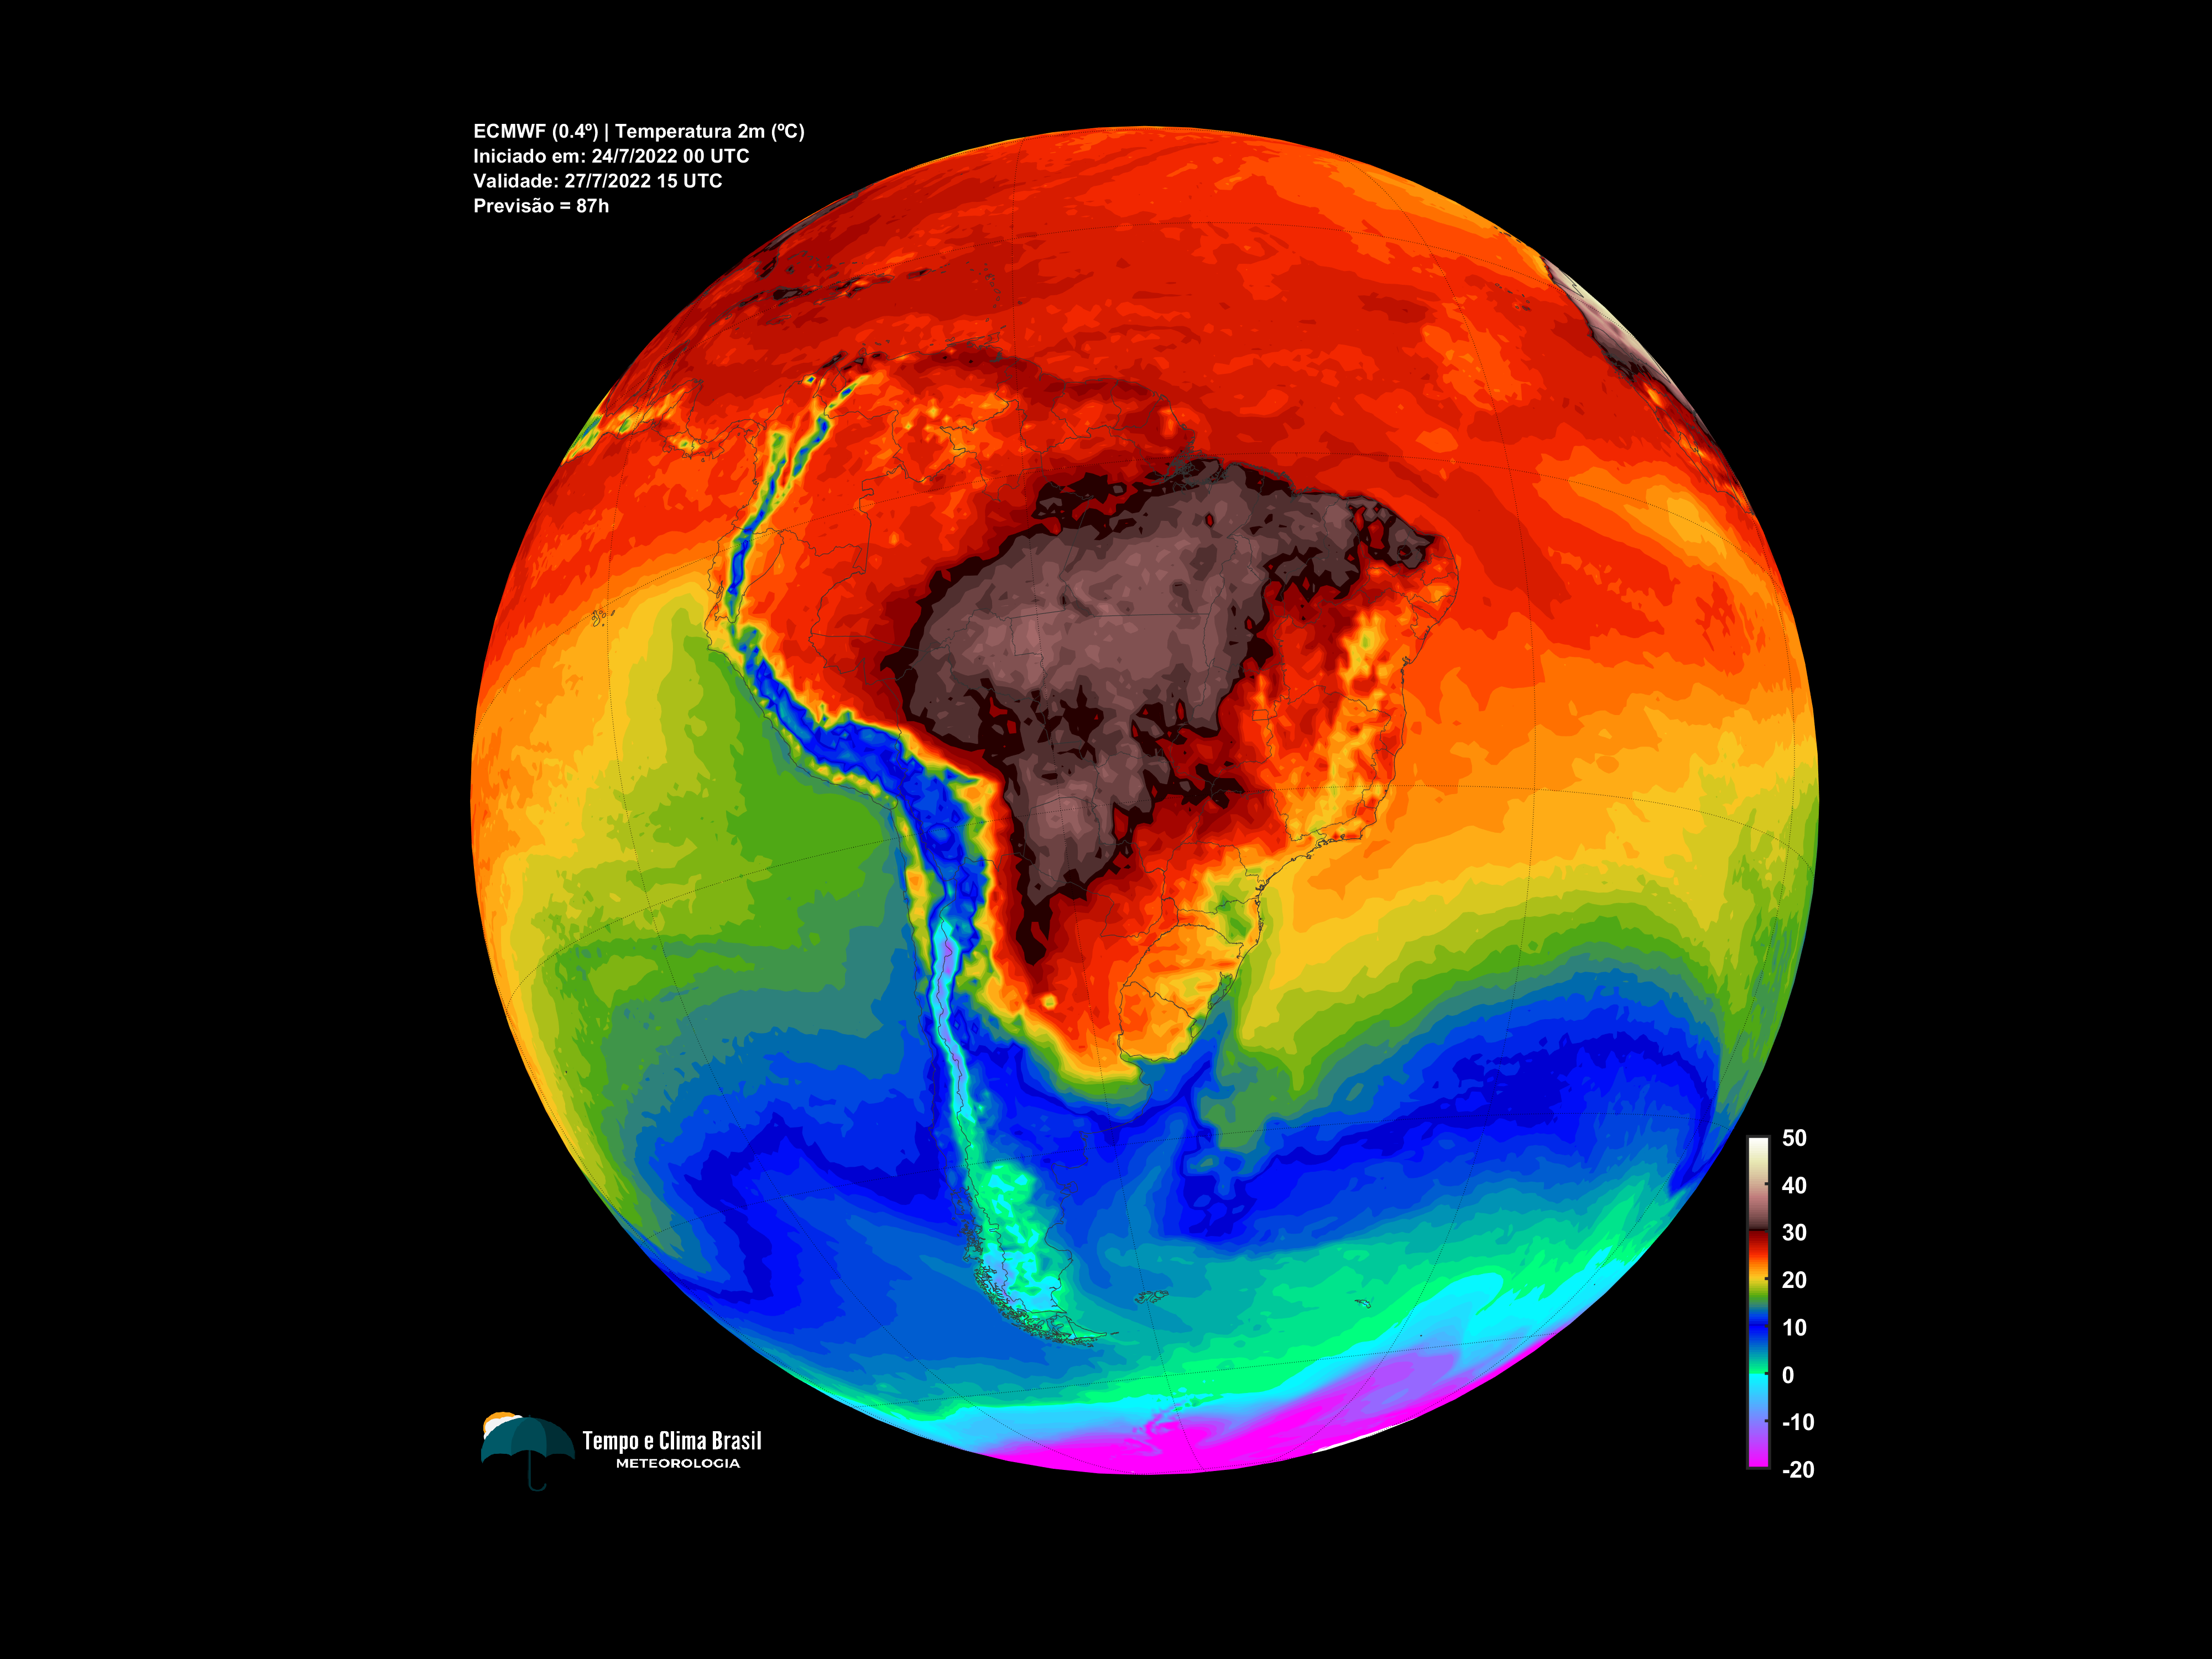 ECMWF (0.4º) | Temperatura 2m (ºC)
Iniciado em: 24/7/2022 00 UTC
Validade: 27/7/2022 15 UTC
Previsão = 87h
50
40
30
20
10
0
-10
-20
Tempo e Clima Brasil
METEOROLOGIA